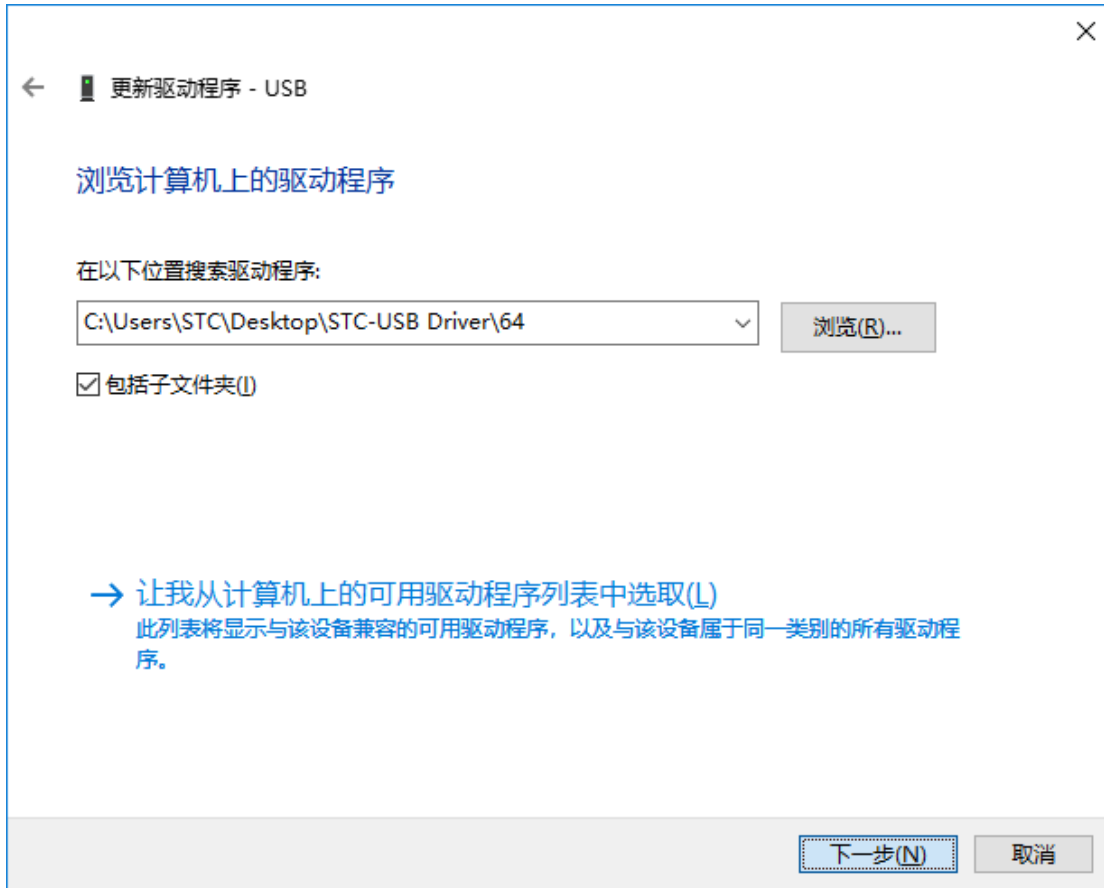 更新驱动程序 - USB
浏览计算机上的驱动程序
在以下位置搜索驱动程序:
C:\Users\STC\Desktop\STC-USB Driver\64
浏览(R)...
包括子文件夹(I)
让我从计算机上的可用驱动程序列表中选取(L)
此列表将显示与该设备兼容的可用驱动程序，以及与该设备属于同一类别的所有驱动程
序。
下一步(N)
取消